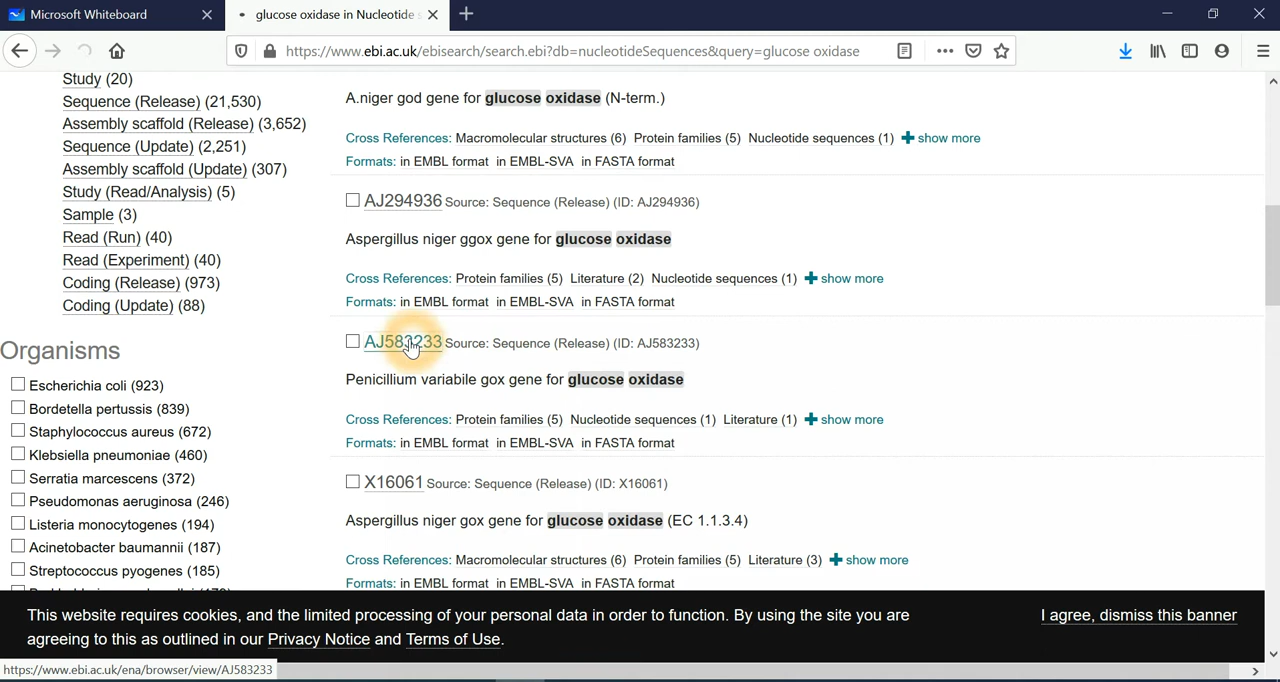 Microsoft Whiteboard
glucose oxidase in Nucleotide
https://www.ebi.ac.uk/ebisearch/search.ebi?db=nucleotideSequences&query=glucose oxidase
Study (20)
Sequence (Release) (21,530)
Assembly scaffold (Release) (3,652)
Sequence (Update) (2,251)
Assembly scaffold (Update) (307)
Study (Read/Analysis) (5)
Sample (3)
Read (Run) (40)
Read (Experiment) (40)
Coding (Release) (973)
Coding (Update) (88)
Organisms
Escherichia coli (923)
Bordetella pertussis (839)
Staphylococcus aureus (672)
Klebsiella pneumoniae (460)
Serratia marcescens (372)
Pseudomonas aeruginosa (246)
Listeria monocytogenes (194)
Acinetobacter baumannii (187)
Streptococcus pyogenes (185)
A.niger god gene for glucose oxidase (N-term.)
Cross References: Macromolecular structures (6) Protein families (5) Nucleotide sequences (1) + show more
Formats: in EMBL format in EMBL-SVA in FASTA format
AJ294936 Source: Sequence (Release) (ID: AJ294936)
Aspergillus niger ggox gene for glucose oxidase
Cross References: Protein families (5) Literature (2) Nucleotide sequences (1) + show more
Formats: in EMBL format in EMBL-SVA in FASTA format
AJ583233 Source: Sequence (Release) (ID: AJ583233)
Penicillium variabile gox gene for glucose oxidase
Cross References: Protein families (5) Nucleotide sequences (1) Literature (1) + show more
Formats: in EMBL format in EMBL-SVA in FASTA format
X16061 Source: Sequence (Release) (ID: X16061)
Aspergillus niger gox gene for glucose oxidase (EC 1.1.3.4)
Cross References: Macromolecular structures (6) Protein families (5) Literature (3) + show more
Formats: in EMBL format in EMBL-SVA in FASTA format
This website requires cookies, and the limited processing of your personal data in order to function. By using the site you are
agreeing to this as outlined in our Privacy Notice and Terms of Use.
I agree, dismiss this banner
https://www.ebi.ac.uk/ena/browser/view/AJ583233